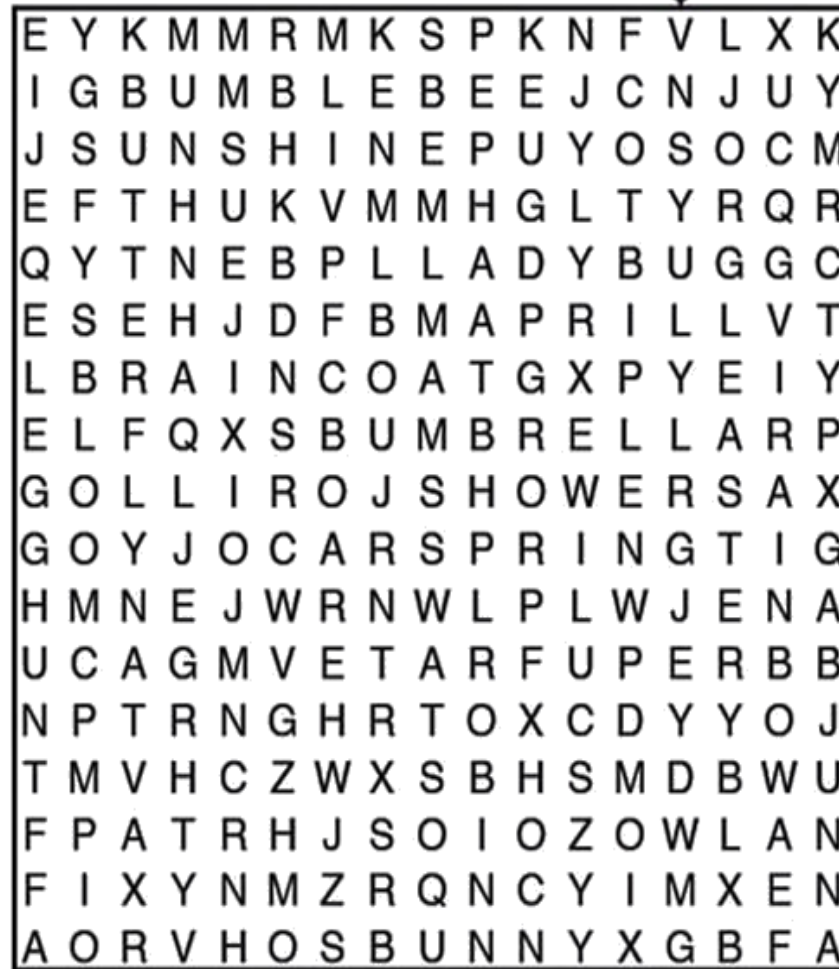 E Y K M M R M K S P K N F V L X K
I G B U M B L E B E E J C N J U Y
J S U N S H I N E P U Y O S O C M
E F T H U K V M M H G L T Y R Q R
Q Y T N E B P L L A D Y B U G G C
E S E H J D F B M A P R I L L V T
L B R A I N C O A T G X P Y E I Y
E L F Q X S B U M B R E L L A R P
G O L L I R O J S H O W E R S A X
G O Y J O C A R S P R I N G T I G
H M N E J W R N W L P L W J E N A
U C A G M V E T A R F U P E R B B
N P T R N G H R T O X C D Y Y O J
T M V H C Z W X S B H S M D B W U
F P A T R H J S O I O Z O W L A N
F I X Y N M Z R Q N C Y I M X E N
A O R V H O S B U N N Y X G B F A